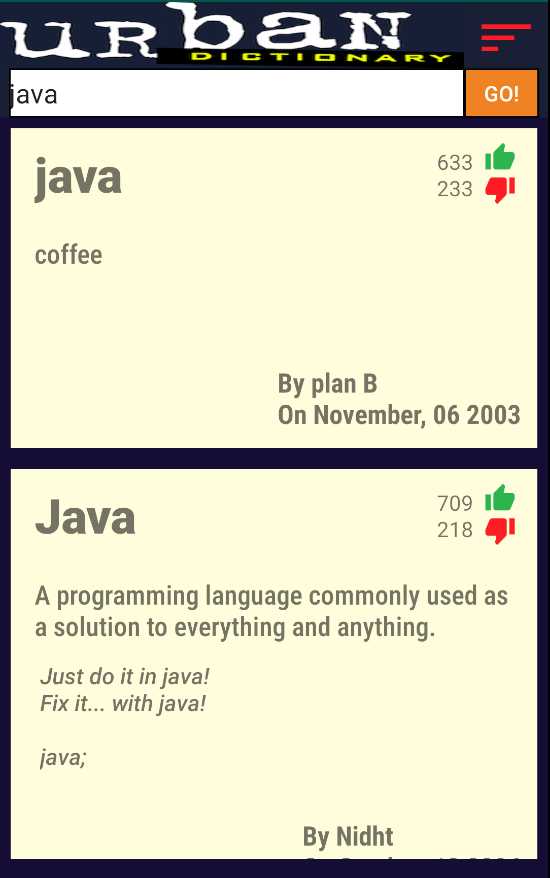 urban
DICTIONARY
java
GO!
java
633
233
coffee
By plan B
On November, 06 2003
Java
709
218
A programming language commonly used as
a solution to everything and anything.
Just do it in java!
Fix it... with java!
java;
By Nidht